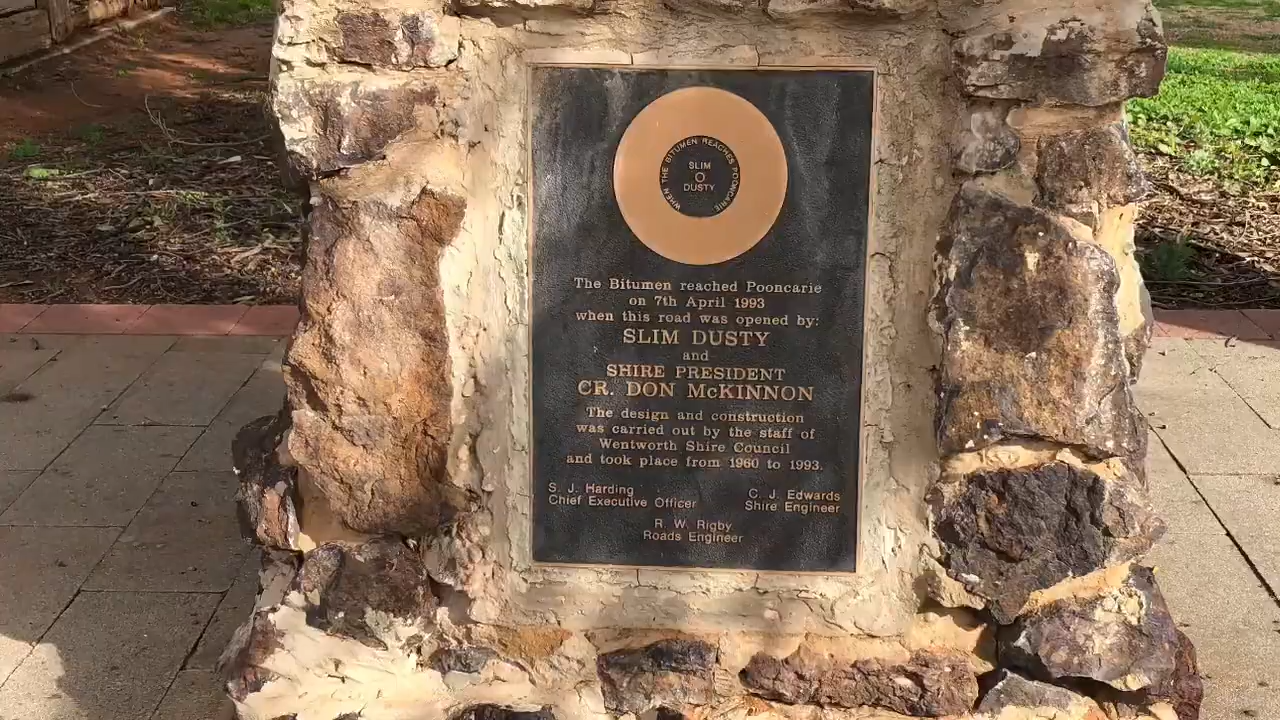 WHEN THE BITUMEN REACHES POONCARIE
SLIM
O
DUSTY
The Bitumen reached Pooncarie
on 7th April 1993
when this road was opened by:
SLIM DUSTY
and
SHIRE PRESIDENT
CR. DON McKINNON
The design and construction
was carried out by the staff of
Wentworth Shire Council
and took place from 1960 to 1993.
S. J. Harding
Chief Executive Officer
C. J. Edwards
Shire Engineer
R. W. Rigby
Roads Engineer